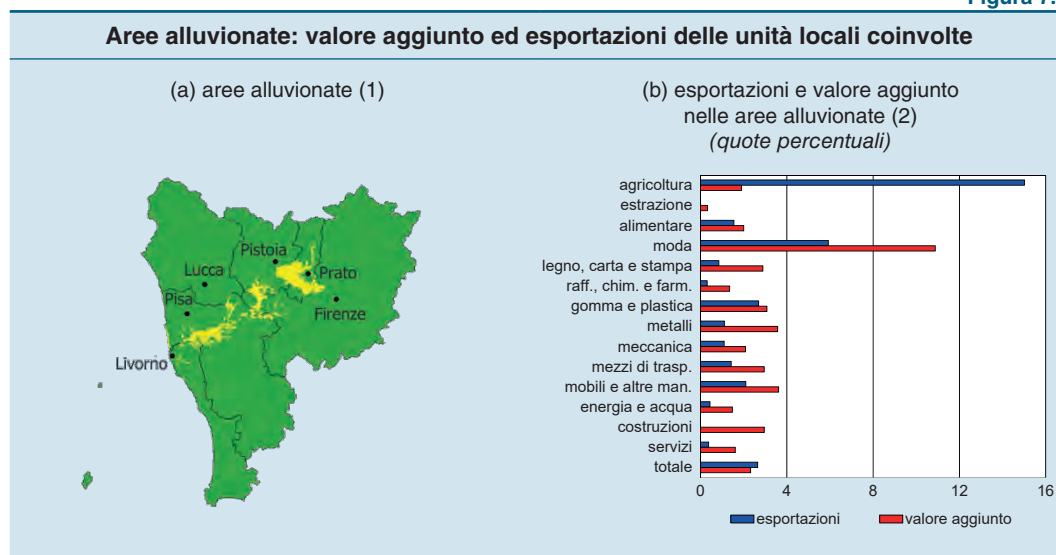 Figura 7.
Aree alluvionate: valore aggiunto ed esportazioni delle unità locali coinvolte
(a) aree alluvionate (1)
Pistoia
Prato
Lucca
Pisa
Firenze
Livorno
(b) esportazioni e valore aggiunto
nelle aree alluvionate (2)
(quote percentuali)
agricoltura
estrazione
alimentare
moda
legno, carta e stampa
raff., chim. e farm.
gomma e plastica
metalli
meccanica
mezzi di trasp.
mobili e altre man.
energia e acqua
costruzioni
servizi
totale
0 4 8 12 16
esportazioni valore aggiunto